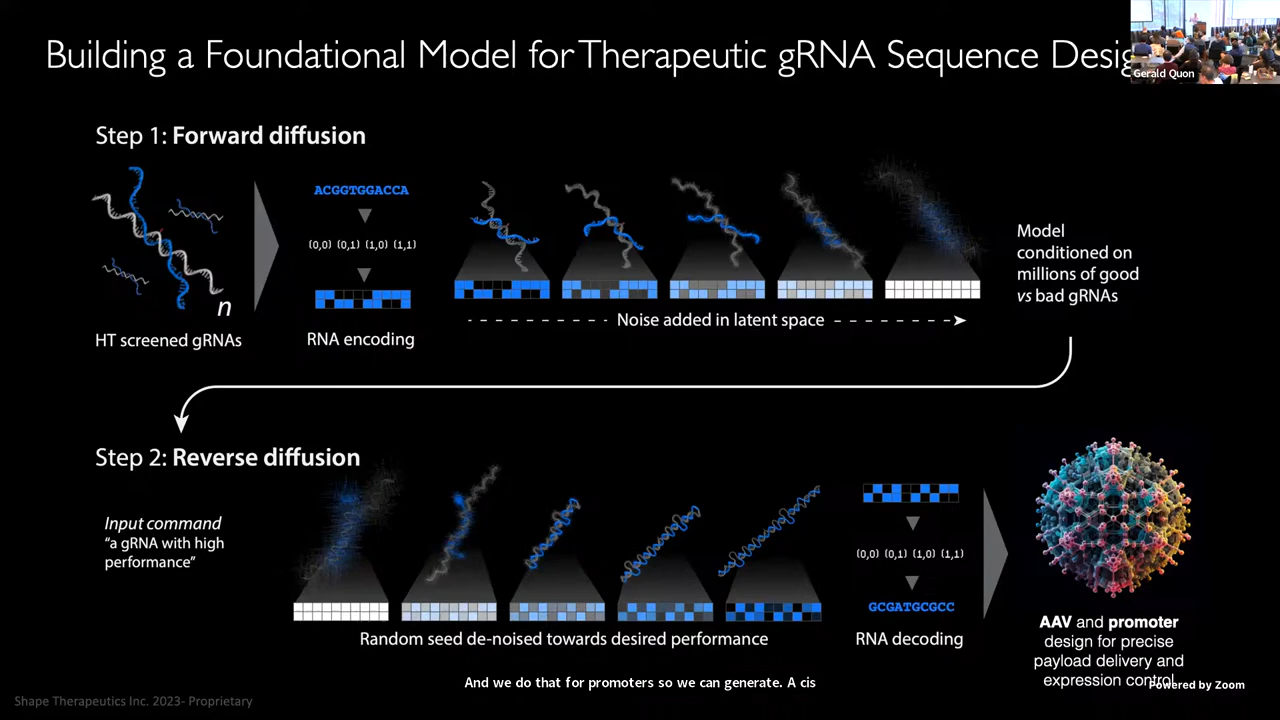 Building a Foundational Model for Therapeutic gRNA Sequence Desig
Gerald Quon
Step 1: Forward diffusion
ACGGTGGACCA
(0,0) (0,1) (1,0) (1,1)
n
HT screened gRNAs
RNA encoding
Noise added in latent space
Model
conditioned on
millions of good
vs bad gRNAs
Step 2: Reverse diffusion
Input command
“a gRNA with high
performance”
Random seed de-noised towards desired performance
(0,0) (0,1) (1,0) (1,1)
GCGATGCGCC
RNA decoding
AAV and promoter
design for precise
payload delivery and
expression control
And we do that for promoters so we can generate. A cis
Powered by Zoom
Shape Therapeutics Inc. 2023- Proprietary